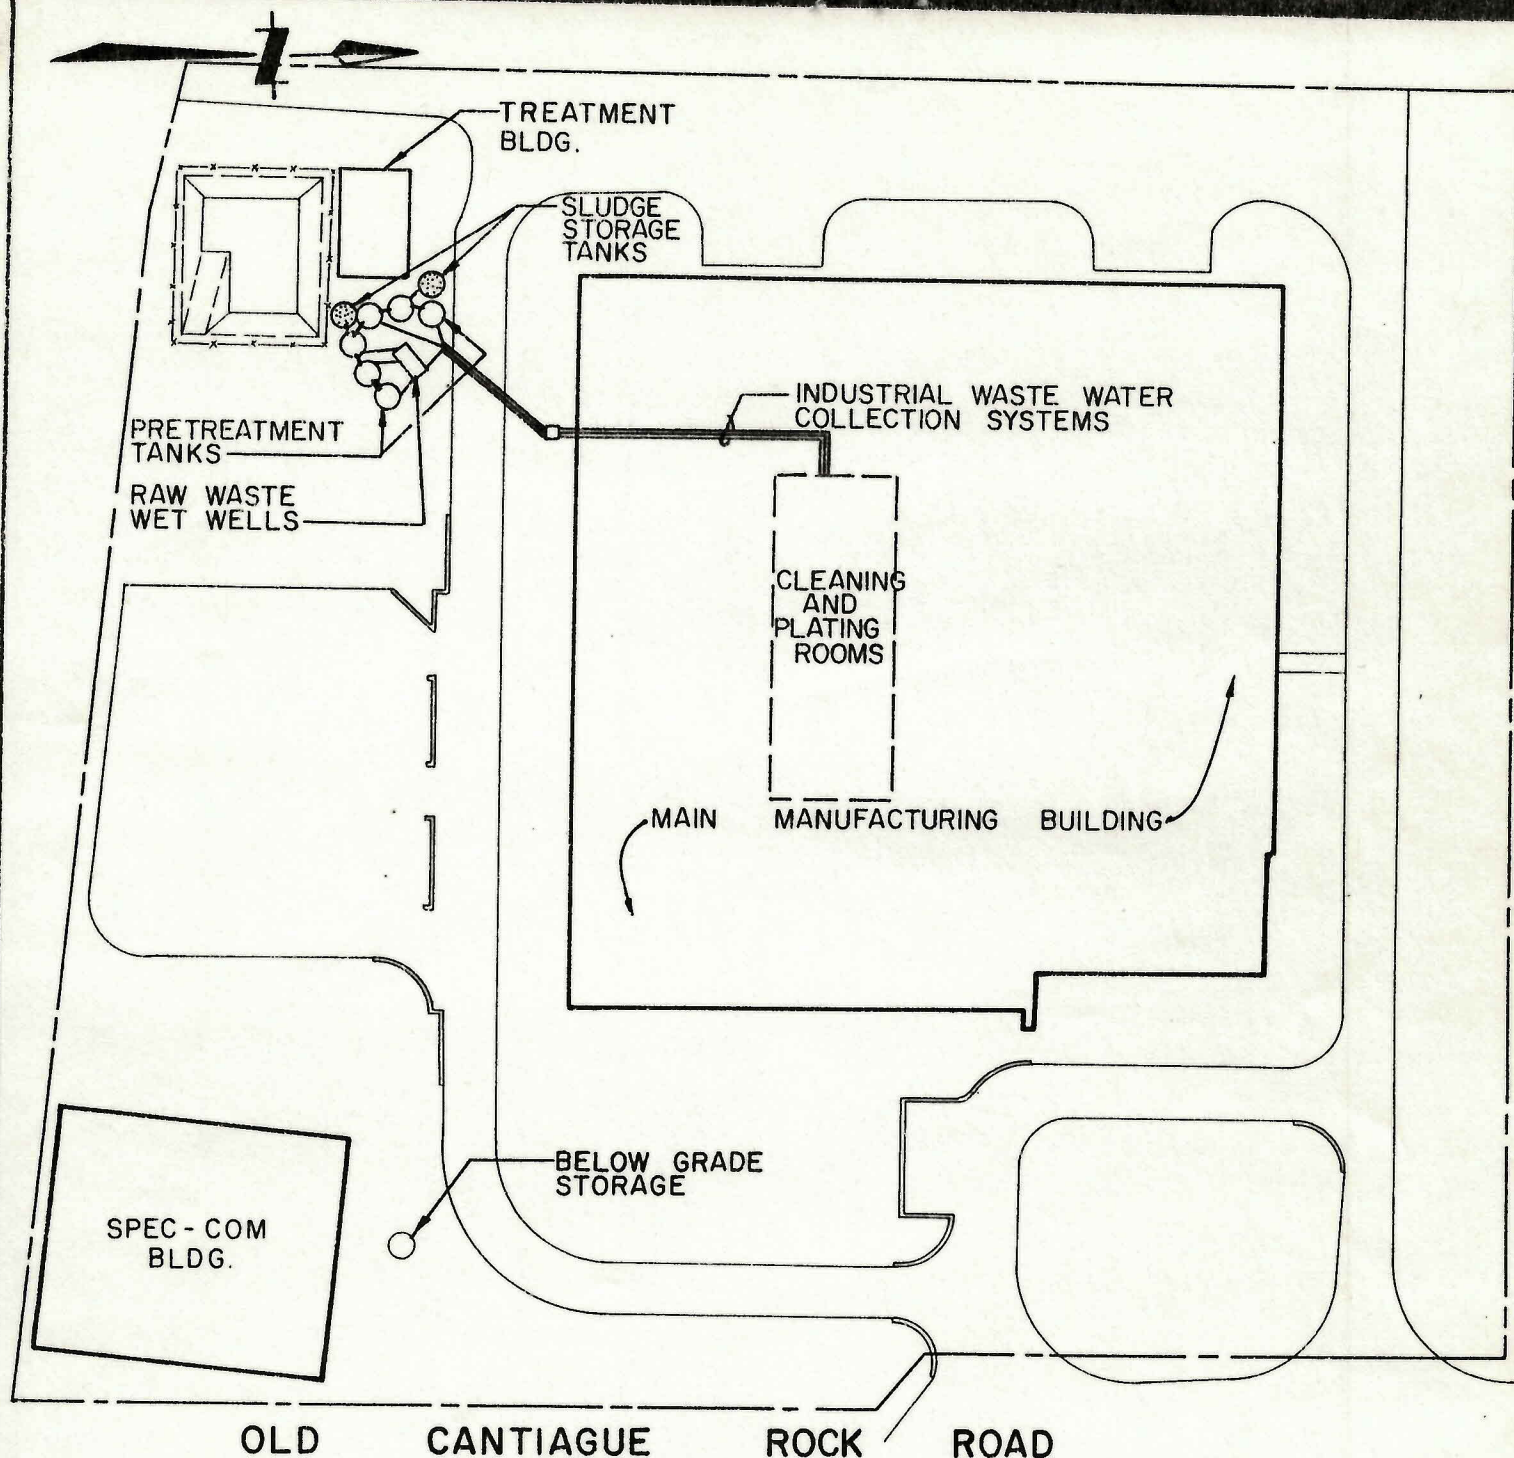 N
TREATMENT
BLDG.
SLUDGE
STORAGE
TANKS
INDUSTRIAL WASTE WATER
COLLECTION SYSTEMS
PRETREATMENT
TANKS
RAW WASTE
WET WELLS
CLEANING
AND
PLATING
ROOMS
MAIN MANUFACTURING BUILDING
BELOW GRADE
STORAGE
SPEC-COM
BLDG.
OLD CANTIAGUE ROCK ROAD